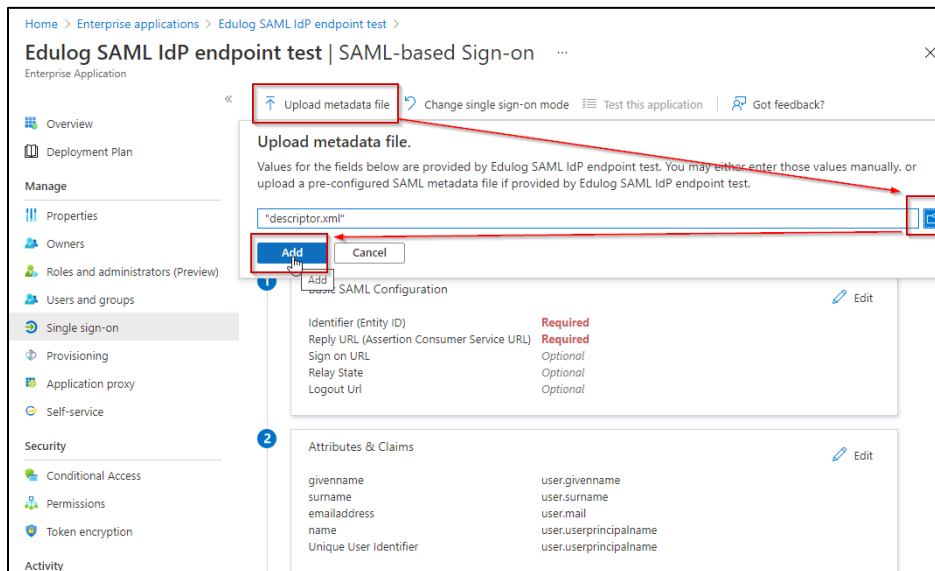 Home > Enterprise applications > Edulog SAML IdP endpoint test >
Edulog SAML IdP endpoint test | SAML-based Sign-on ...
Enterprise Application
Upload metadata file
Change single sign-on mode
Test this application
Got feedback?
Overview
Deployment Plan
Manage
Properties
Owners
Roles and administrators (Preview)
Users and groups
Single sign-on
Provisioning
Application proxy
Self-service
Security
Conditional Access
Permissions
Token encryption
Activity
Upload metadata file.
Values for the fields below are provided by Edulog SAML IdP endpoint test. You may either enter those values manually, or
upload a pre-configured SAML metadata file if provided by Edulog SAML IdP endpoint test.
"descriptor.xml"
Add Cancel
Add
1 Basic SAML Configuration
Edit
Identifier (Entity ID) Required
Reply URL (Assertion Consumer Service URL) Required
Sign on URL Optional
Relay State Optional
Logout Url Optional
2 Attributes & Claims
Edit
givenname user.givenname
surname user.surname
emailaddress user.mail
name user.userprincipalname
Unique User Identifier user.userprincipalname